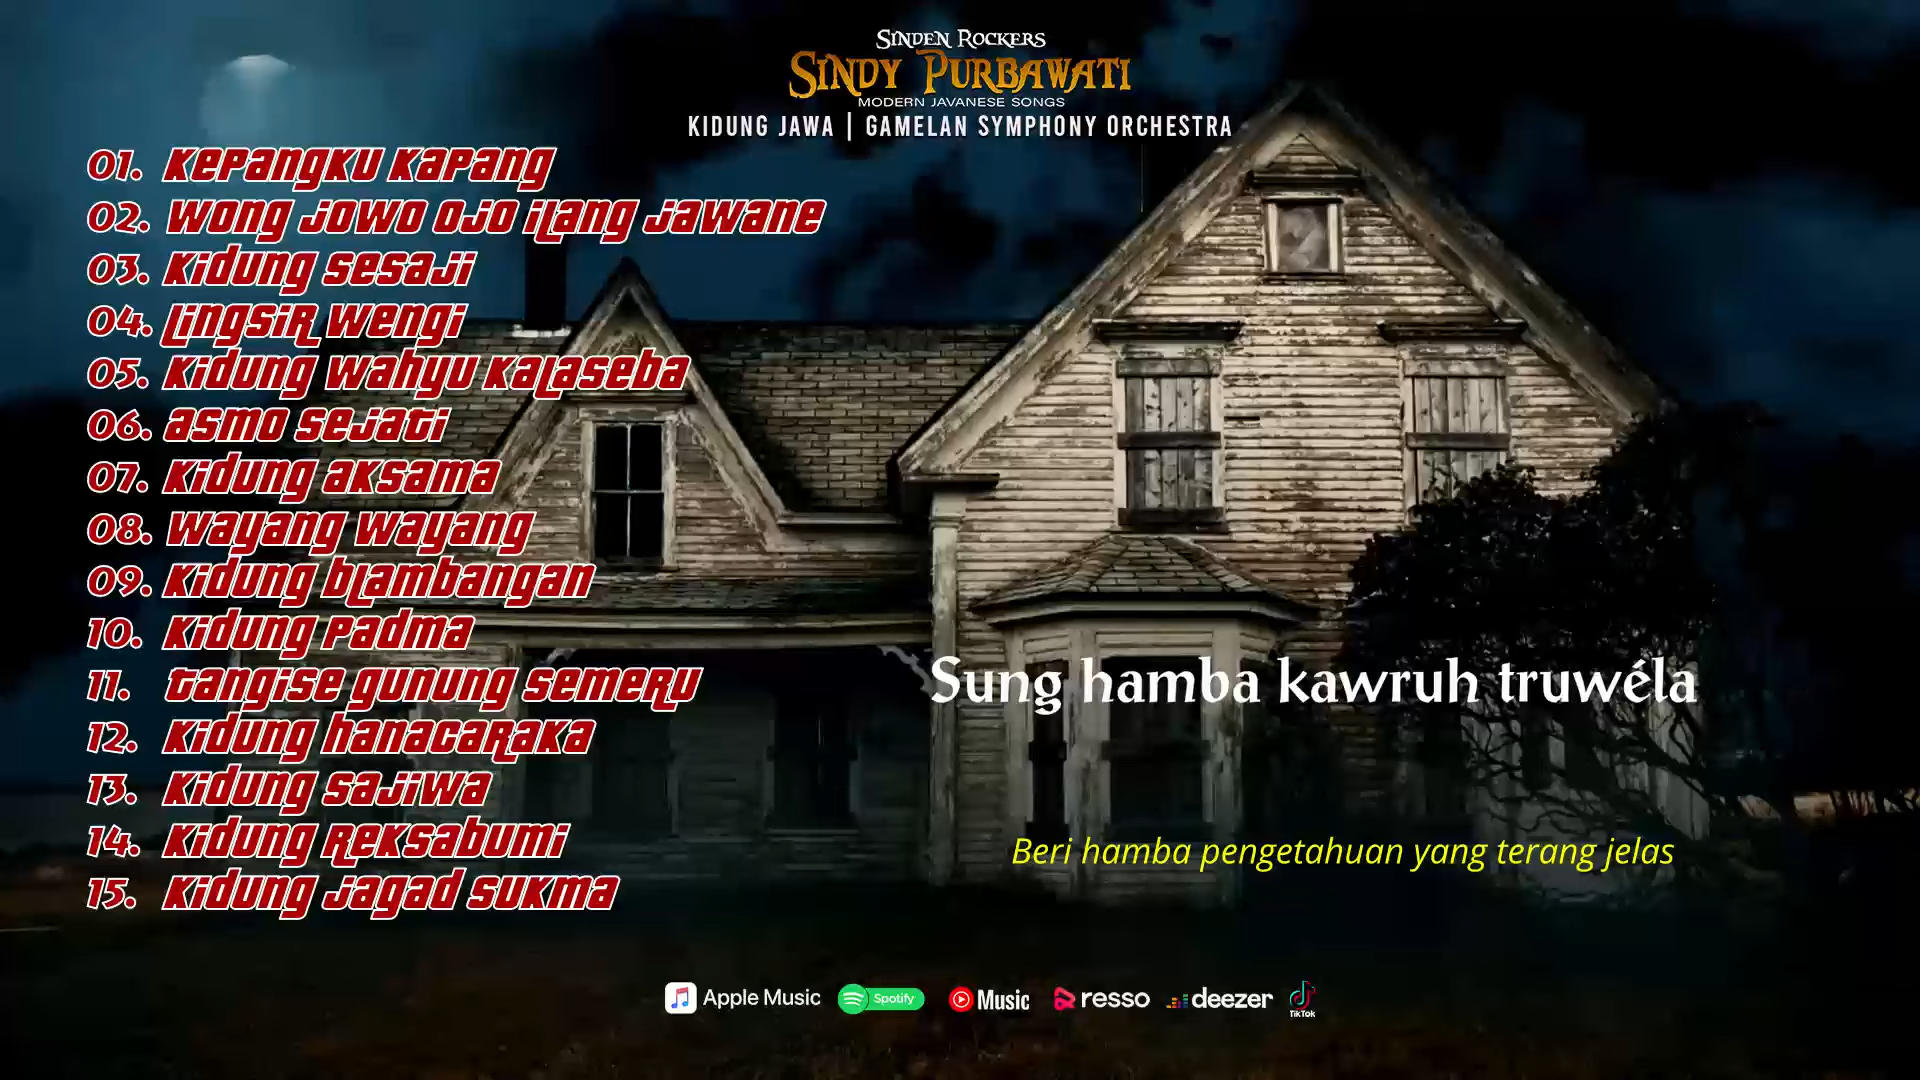 SINDEN ROCKERS
SINDY PURBAWATI
MODERN JAVANESE SONGS
KIDUNG JAWA | GAMELAN SYMPHONY ORCHESTRA
01. Kepangku Kapang
02. Wong Jowo Ojo Ilang Jawane
03. Kidung Sesaji
04. Lingsir Wengi
05. Kidung Wahyu Kalaseba
06. Asmo Sejati
07. Kidung Aksama
08. Wayang Wayang
09. Kidung Blambangan
10. Kidung Padma
11. Tangise Gunung Semeru
12. Kidung Hanacaraka
13. Kidung Sajiwa
14. Kidung Reksabumi
15. Kidung Jagad Sukma
Sung hamba kawruh truwéla
Beri hamba pengetahuan yang terang jelas
Apple Music Spotify Music resso deezer TikTok